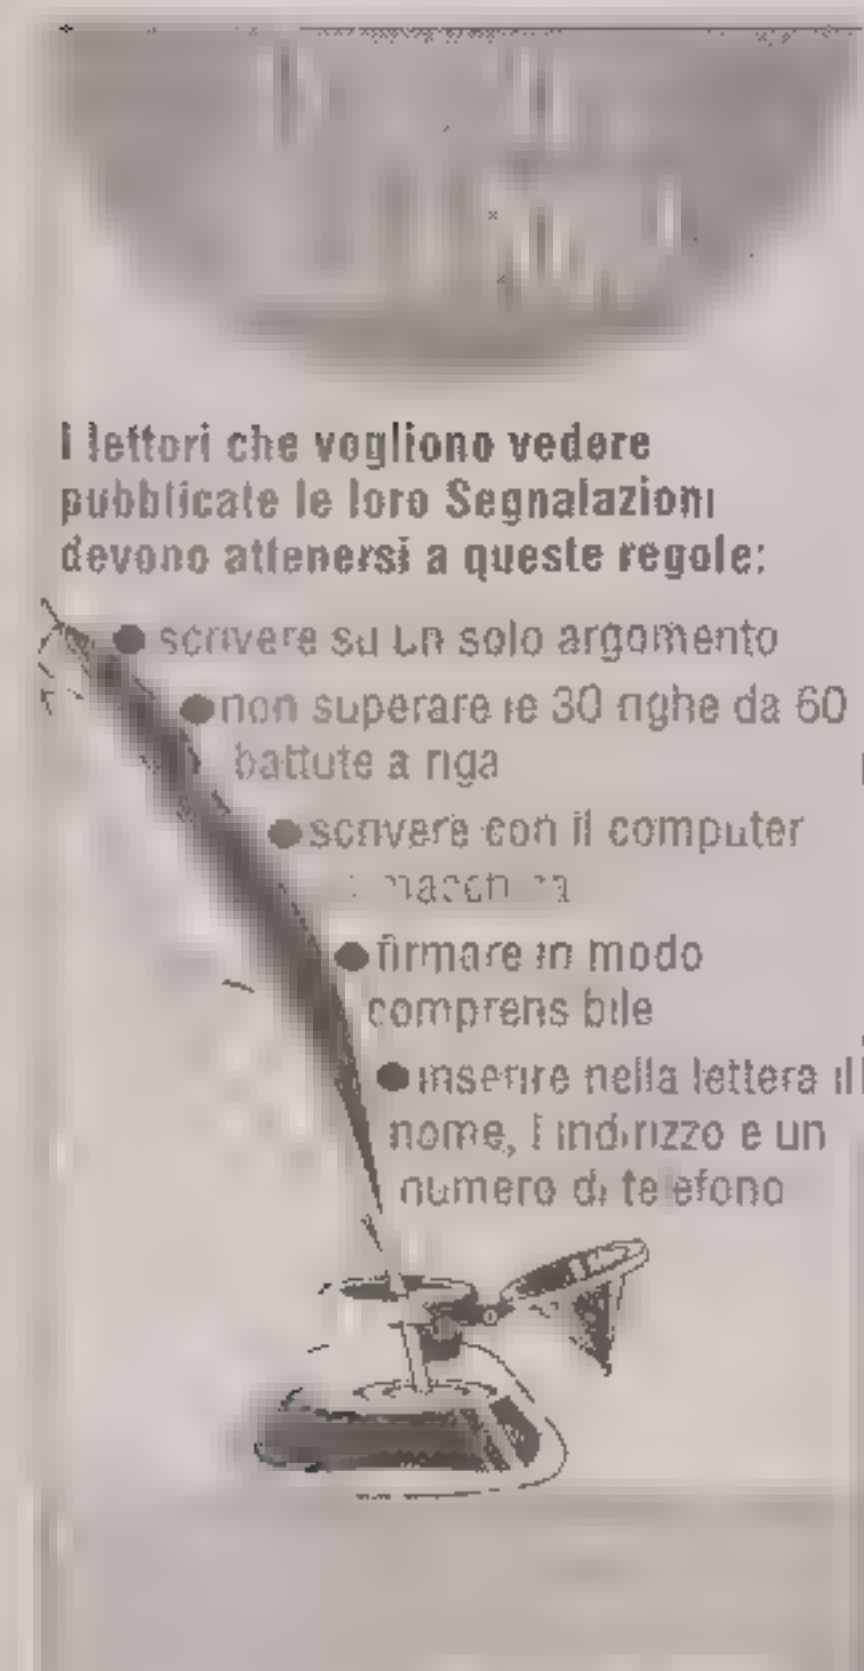 I lettori che vogliono vedere
pubblicate le loro Segnalazioni
devono attenersi a queste regole:
● scrivere su un solo argomento
● non superare le 30 righe da 60
battute a riga
● scrivere con il computer
macchina
● firmare in modo
comprensibile
● inserire nella lettera il
nome, l'indirizzo e un
numero di telefono